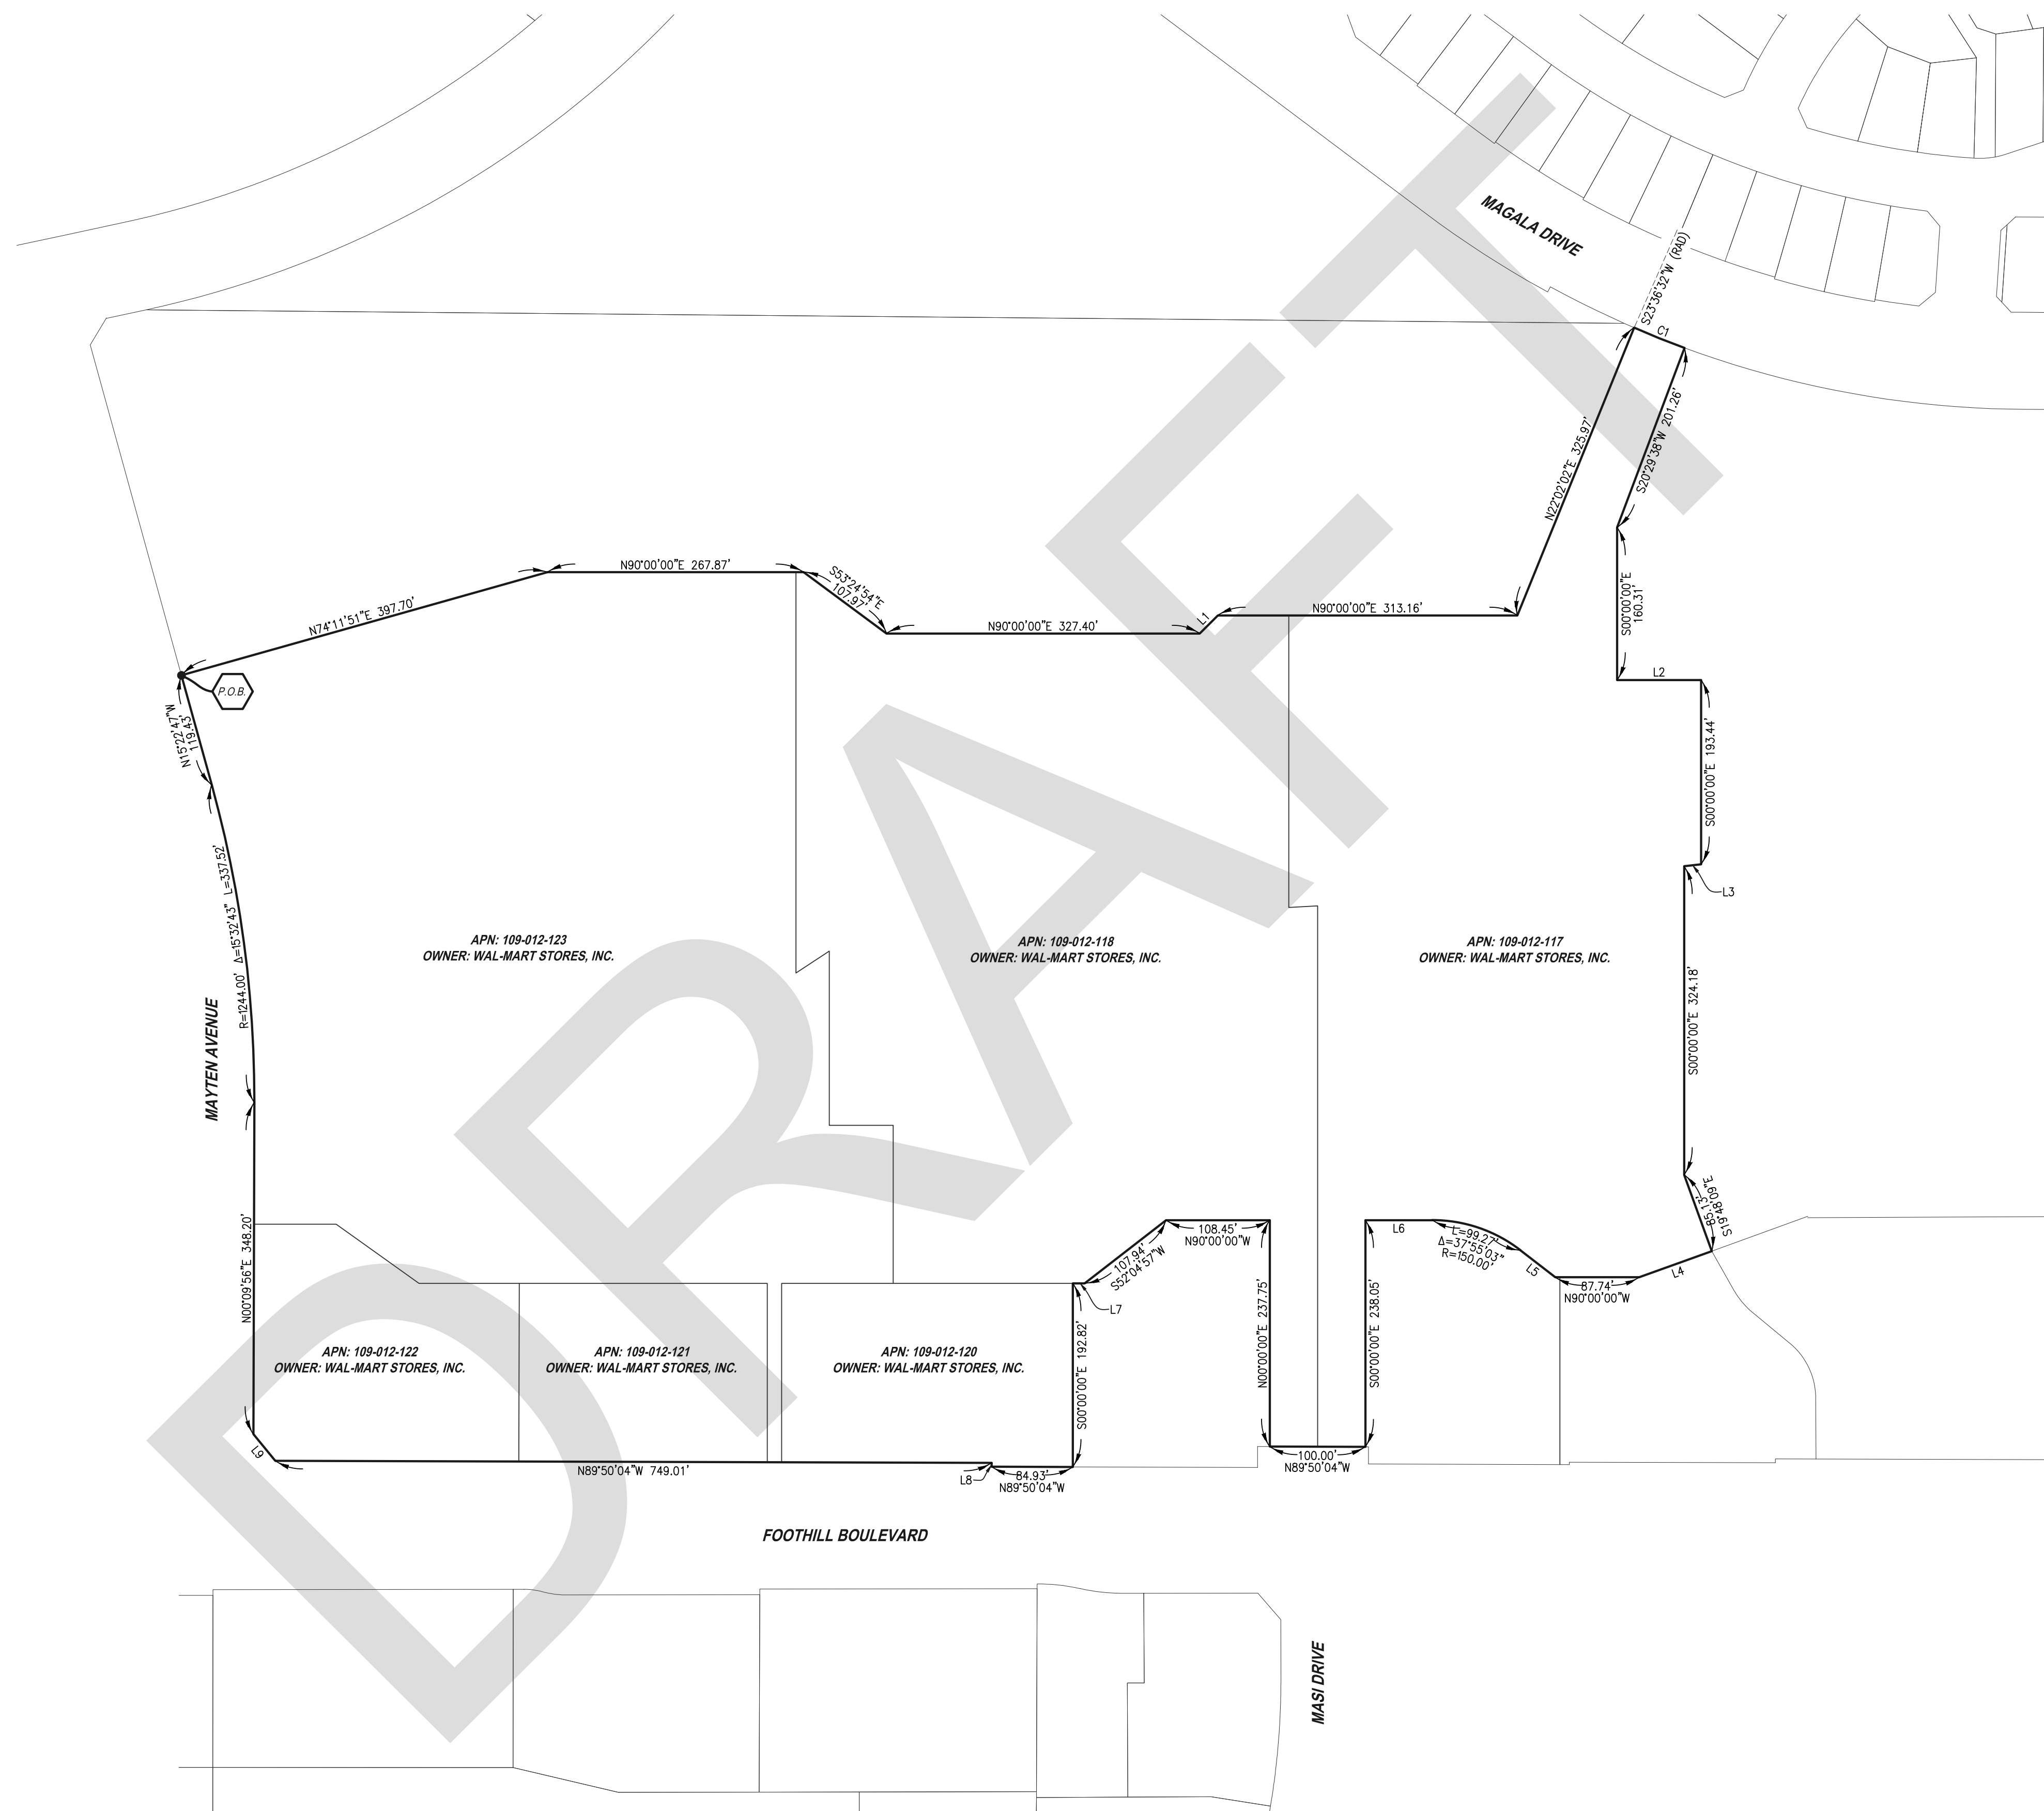 MAGALA DRIVE
S23°36'32"W (RAD)
C1
N22°02'02"E 325.97'
S20°29'38"W 201.26'
N90°00'00"E 267.87'
S53°24'54"E
107.97'
N74°11'51"E 397.70'
N90°00'00"E 327.40'
L1
N90°00'00"E 313.16'
S00°00'00"E
160.31'
L2
P.O.B.
N15°22'47"W
119.43'
S00°00'00"E 193.44'
L3
R=1244.00' Δ=15°32'43" L=337.52'
APN: 109-012-123
OWNER: WAL-MART STORES, INC.
APN: 109-012-118
OWNER: WAL-MART STORES, INC.
APN: 109-012-117
OWNER: WAL-MART STORES, INC.
S00°00'00"E 324.18'
MAYTEN AVENUE
S19°48'09"E
85.13'
N00°09'56"E 348.20'
108.45'
N90°00'00"W
107.94'
S52°04'57"W
L6
L=99.27'
Δ=37°55'03"
R=150.00'
L5
L4
87.74'
N90°00'00"W
L7
S00°00'00"E 192.82'
N00°00'00"E 237.75'
S00°00'00"E 238.05'
APN: 109-012-122
OWNER: WAL-MART STORES, INC.
APN: 109-012-121
OWNER: WAL-MART STORES, INC.
APN: 109-012-120
OWNER: WAL-MART STORES, INC.
L9
N89°50'04"W 749.01'
L8
84.93'
N89°50'04"W
100.00'
N89°50'04"W
FOOTHILL BOULEVARD
MASI DRIVE
DRAFT